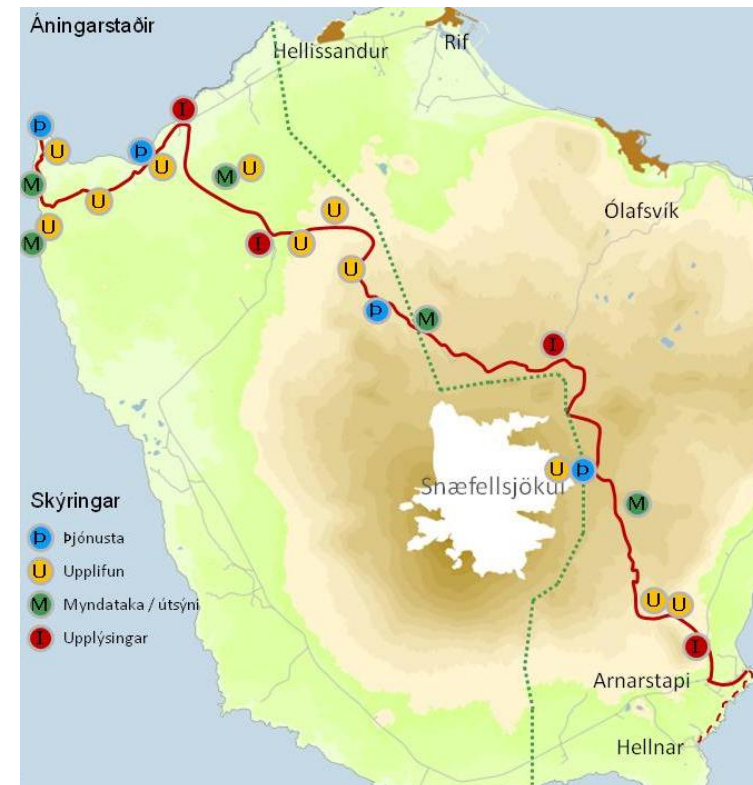 Áningarstaðir
Hellissandur
Rif
I
Þ
U
Þ
U
M
U
M
U
U
M
I
U
U
Ólafsvík
U
Þ
M
I
Snæfellsjökull
U
Þ
M
Skýringar
Þ Þjónusta
U Upplifun
M Myndataka / útsýni
I Upplýsingar
U
U
I
Arnarstapi
Hellnar